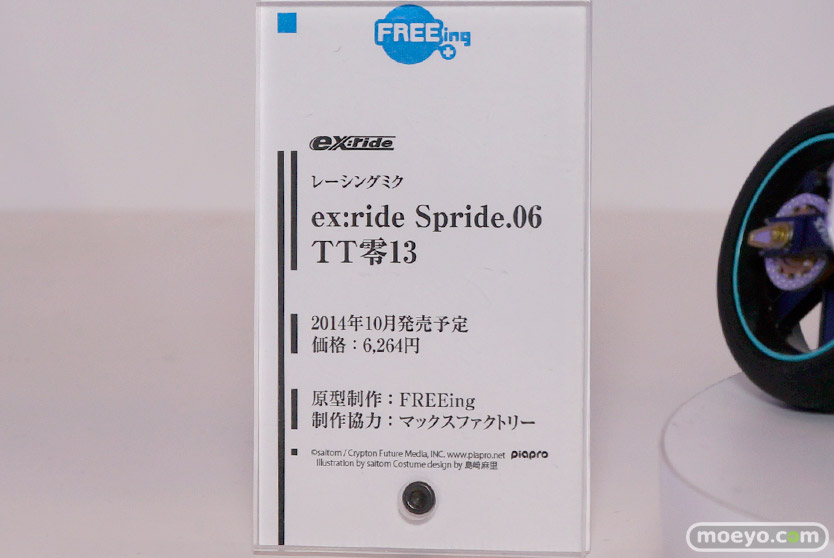 FREEing
ex:ride
レーシングミク
ex:ride Spride.06
TT零13
2014年10月発売予定
価格：6,264円
原型制作：FREEing
制作協力：マックスファクトリー
©saitom / Crypton Future Media, INC. www.piapro.net piapro
Illustration by saitom Costume design by 島崎麻里
moeyo.com